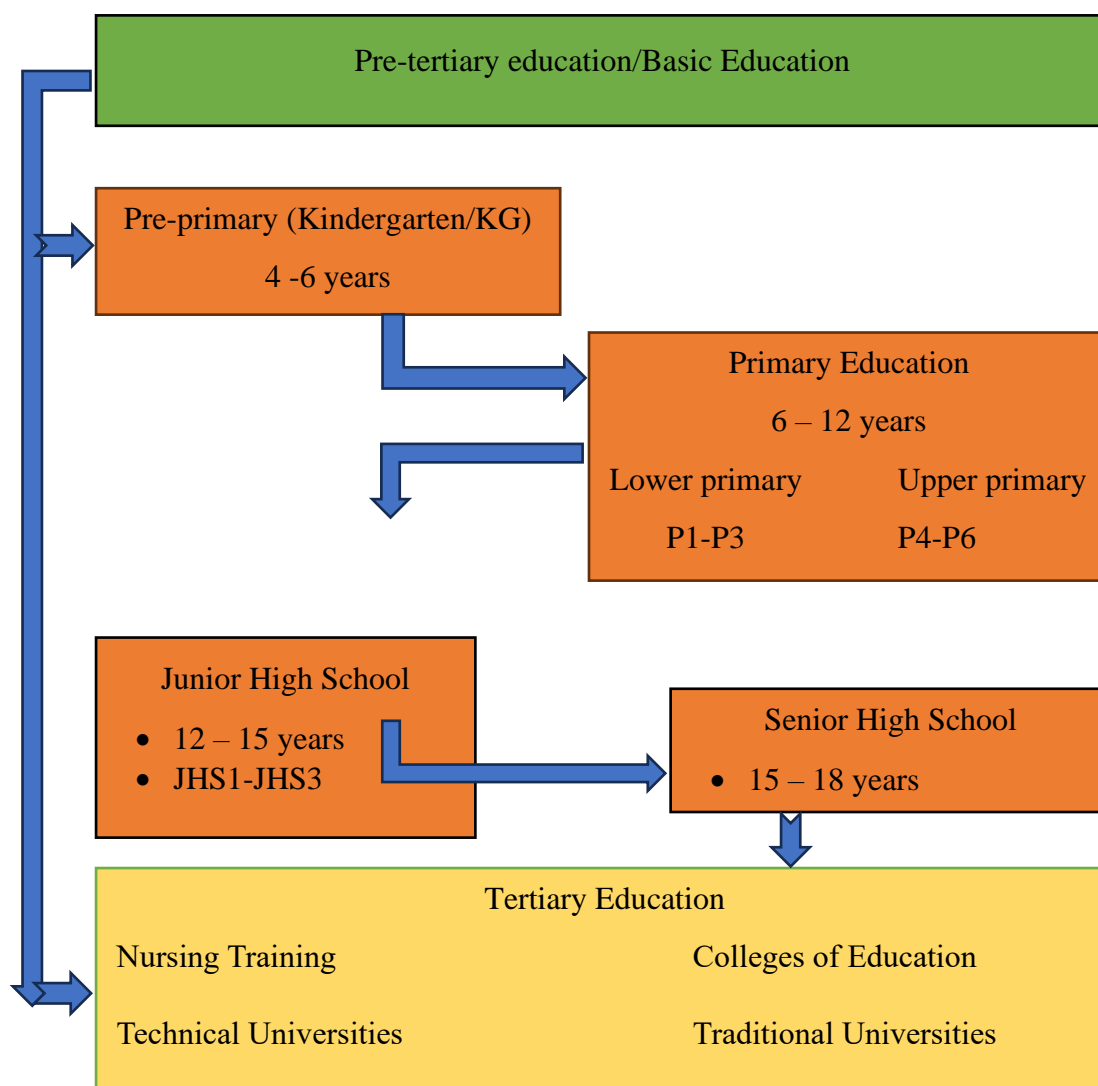 Pre-tertiary education/Basic Education
Pre-primary (Kindergarten/KG)
4 -6 years
Primary Education
6 – 12 years
Lower primary Upper primary
P1-P3 P4-P6
Junior High School
• 12 – 15 years
• JHS1-JHS3
Senior High School
• 15 – 18 years
Tertiary Education
Nursing Training Colleges of Education
Technical Universities Traditional Universities